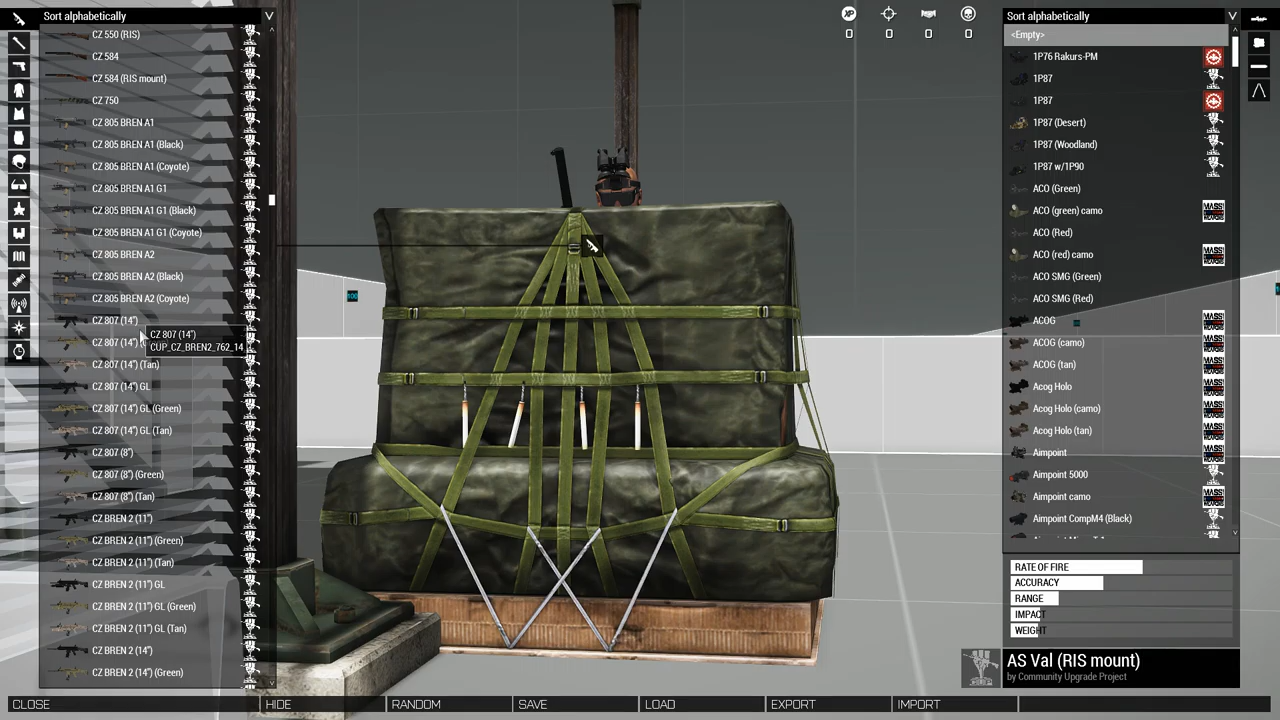 Sort alphabetically
CZ 550 (RIS)
CZ 584
CZ 584 (RIS mount)
CZ 750
CZ 805 BREN A1
CZ 805 BREN A1 (Black)
CZ 805 BREN A1 (Coyote)
CZ 805 BREN A1 G1
CZ 805 BREN A1 G1 (Black)
CZ 805 BREN A1 G1 (Coyote)
CZ 805 BREN A2
CZ 805 BREN A2 (Black)
CZ 805 BREN A2 (Coyote)
CZ 807 (14")
CZ 807 (14")
CZ 807 (14")
CUP_CZ_BREN2_762_14
CZ 807 (14") (Tan)
CZ 807 (14") GL
CZ 807 (14") GL (Green)
CZ 807 (14") GL (Tan)
CZ 807 (8")
CZ 807 (8") (Green)
CZ 807 (8") (Tan)
CZ BREN 2 (11")
CZ BREN 2 (11") (Green)
CZ BREN 2 (11") (Tan)
CZ BREN 2 (11") GL
CZ BREN 2 (11") GL (Green)
CZ BREN 2 (11") GL (Tan)
CZ BREN 2 (14")
CZ BREN 2 (14") (Green)
XP
0 0 0 0
Sort alphabetically
<Empty>
1P76 Rakurs-PM
1P87
1P87
1P87 (Desert)
1P87 (Woodland)
1P87 w/1P90
ACO (Green)
ACO (green) camo
ACO (Red)
ACO (red) camo
ACO SMG (Green)
ACO SMG (Red)
ACOG
ACOG (camo)
ACOG (tan)
Acog Holo
Acog Holo (camo)
Acog Holo (tan)
Aimpoint
Aimpoint 5000
Aimpoint camo
Aimpoint CompM4 (Black)
RATE OF FIRE
ACCURACY
RANGE
IMPACT
WEIGHT
AS Val (RIS mount)
by Community Upgrade Project
CLOSE
HIDE
RANDOM
SAVE
LOAD
EXPORT
IMPORT